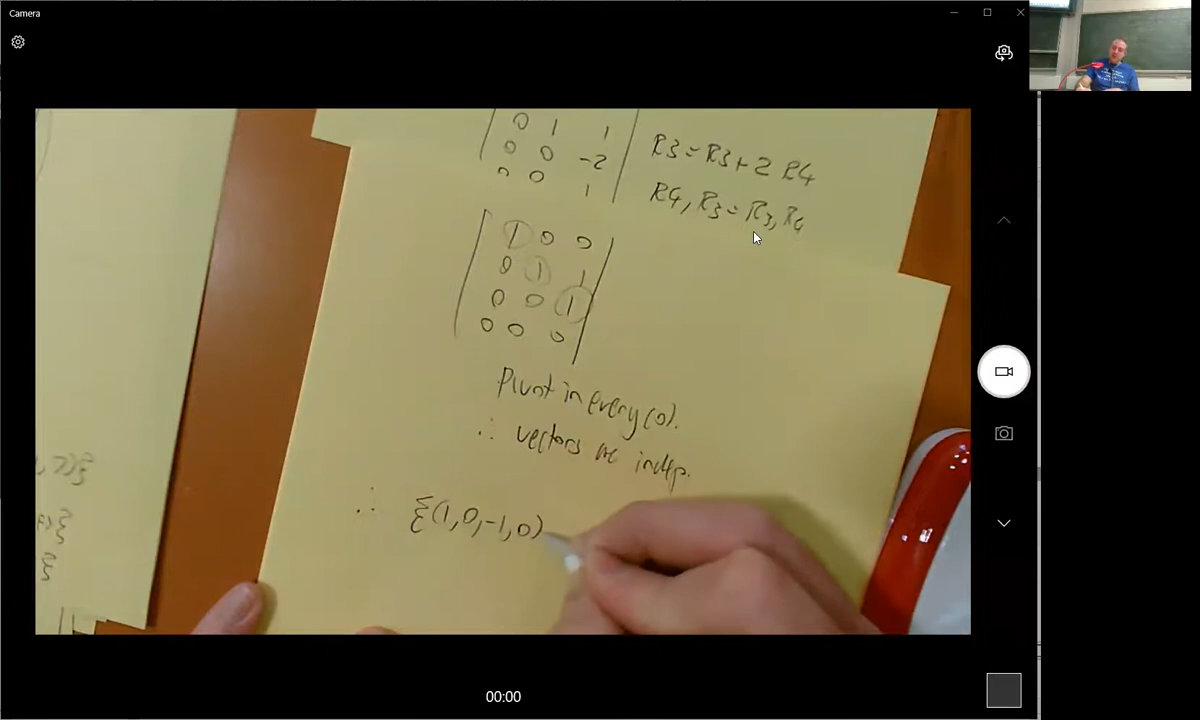 Camera
0 1 1
0 0 -2
0 0 1
R3 = R3 + 2 R4
R4, R3 = R3, R4
1 0 0
0 1 1
0 0 1
0 0 0
Pivot in every col.
∴ vectors are indep.
∴ {(1,0,-1,0)
00:00